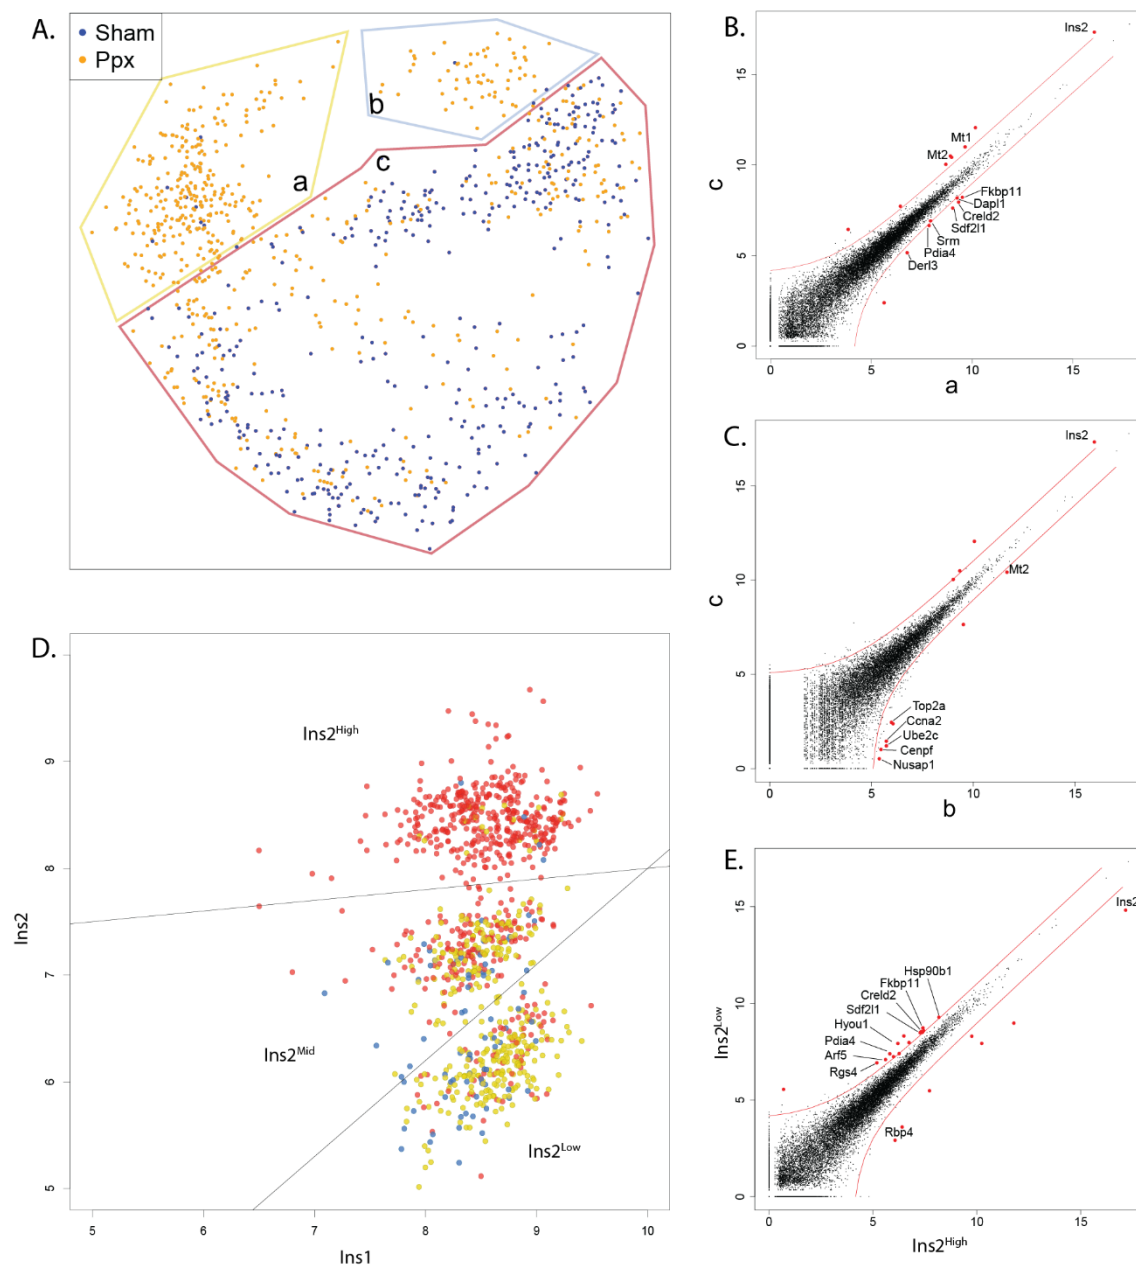 A.
Sham
Ppx
a
b
c
B.
Ins2
Mt1
Mt2
Fkbp11
Dapl1
Creld2
Sdf2l1
Srm
Pdia4
Derl3
15
10
5
0
c
0 5 10 15
a
C.
Ins2
Mt2
Top2a
Ccna2
Ube2c
Cenpf
Nusap1
15
10
5
0
c
0 5 10 15
b
D.
Ins2High
Ins2Mid
Ins2Low
9
8
7
6
5
Ins2
5 6 7 8 9 10
Ins1
E.
Ins2
Hsp90b1
Fkbp11
Creld2
Sdf2l1
Hyou1
Pdia4
Arf5
Rgs4
Rbp4
15
10
5
0
Ins2Low
0 5 10 15
Ins2High